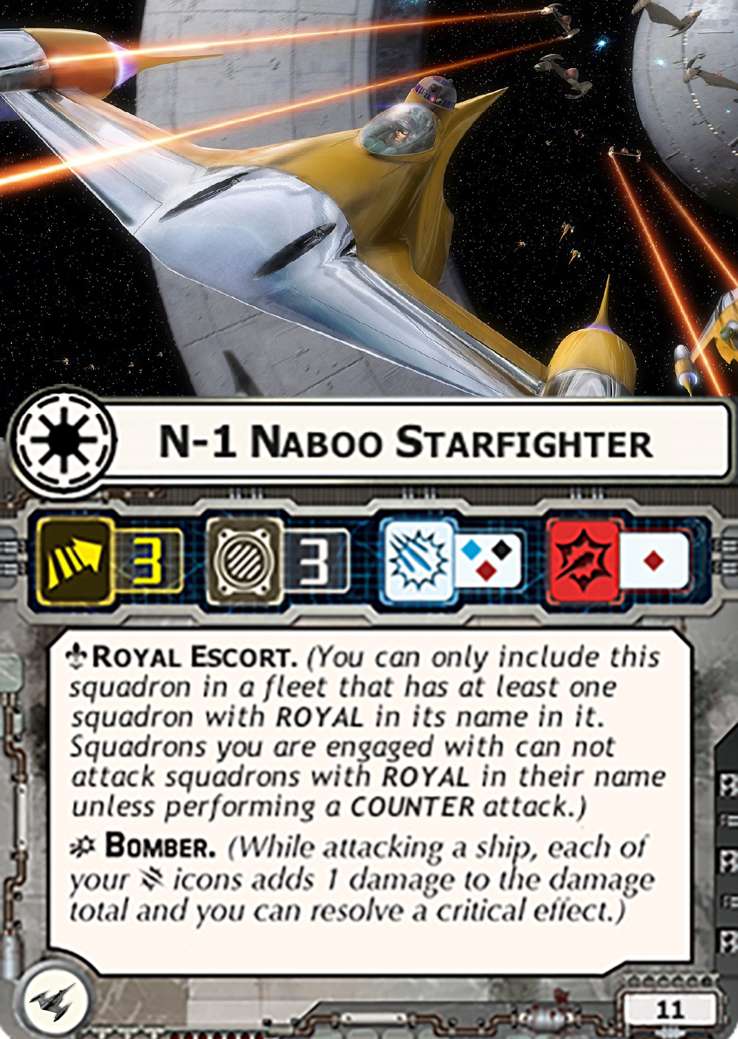 N-1 NABOO STARFIGHTER
3
3
ROYAL ESCORT. (You can only include this
squadron in a fleet that has at least one
squadron with ROYAL in its name in it.
Squadrons you are engaged with can not
attack squadrons with ROYAL in their name
unless performing a COUNTER attack.)
BOMBER. (While attacking a ship, each of
your icons adds 1 damage to the damage
total and you can resolve a critical effect.)
11